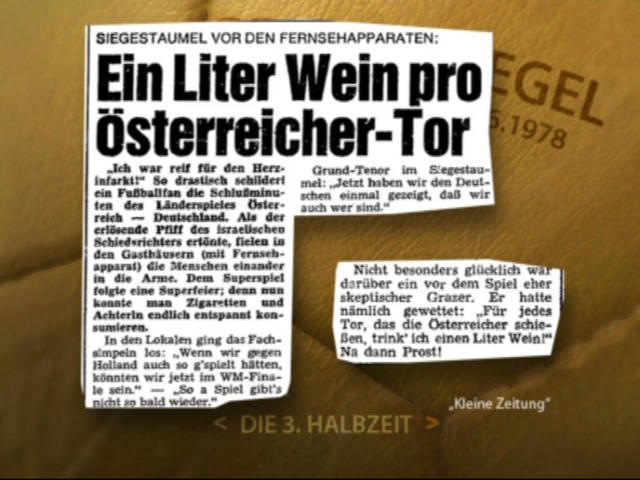 SIEGESTAUMEL VOR DEN FERNSEHAPPARATEN:
Ein Liter Wein pro
Österreicher-Tor
„Ich war reif für den Herz-
infarkt!" So drastisch schildert
ein Fußballfan die Schlußminu-
ten des Länderspieles Öster-
reich — Deutschland. Als der
erlösende Pfiff des israelischen
Schiedsrichters ertönte, fielen in
den Gasthäusern (mit Fernseh-
apparat) die Menschen einander
in die Arme. Dem Superspiel
folgte eine Superfeier; denn nun
konnte man Zigaretten und
Achterln endlich entspannt kon-
sumieren.
In den Lokalen ging das Fach-
simpeln los: „Wenn wir gegen
Holland auch so g'spielt hätten,
könnten wir jetzt im WM-Fina-
le sein." — „So a Spiel gibt's
nicht so bald wieder."
Grund-Tenor im Siegestau-
mel: „Jetzt haben wir den Deut-
schen einmal gezeigt, daß wir
auch wer sind."
Nicht besonders glücklich war
darüber ein vor dem Spiel eher
skeptischer Grazer. Er hatte
nämlich gewettet: „Für jedes
Tor, das die Österreicher schie-
ßen, trink' ich einen Liter Wein!"
Na dann Prost!
EGEL
5.1978
„Kleine Zeitung"
< DIE 3. HALBZEIT >